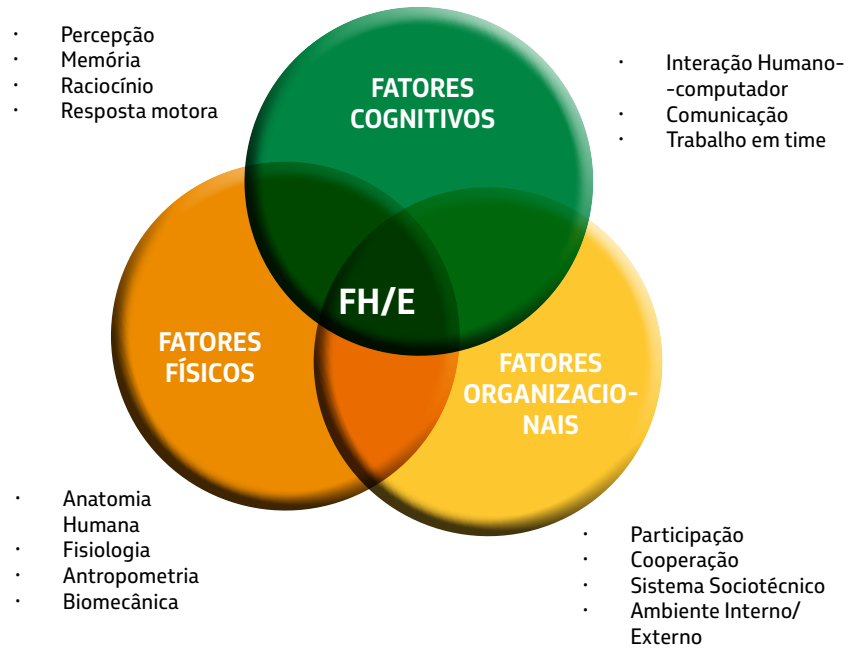 · Percepção
· Memória
· Raciocínio
· Resposta motora
FATORES
COGNITIVOS
· Interação Humano-
-computador
· Comunicação
· Trabalho em time
FH/E
FATORES
FÍSICOS
FATORES
ORGANIZACIO-
NAIS
· Anatomia
Humana
· Fisiologia
· Antropometria
· Biomecânica
· Participação
· Cooperação
· Sistema Sociotécnico
· Ambiente Interno/
Externo